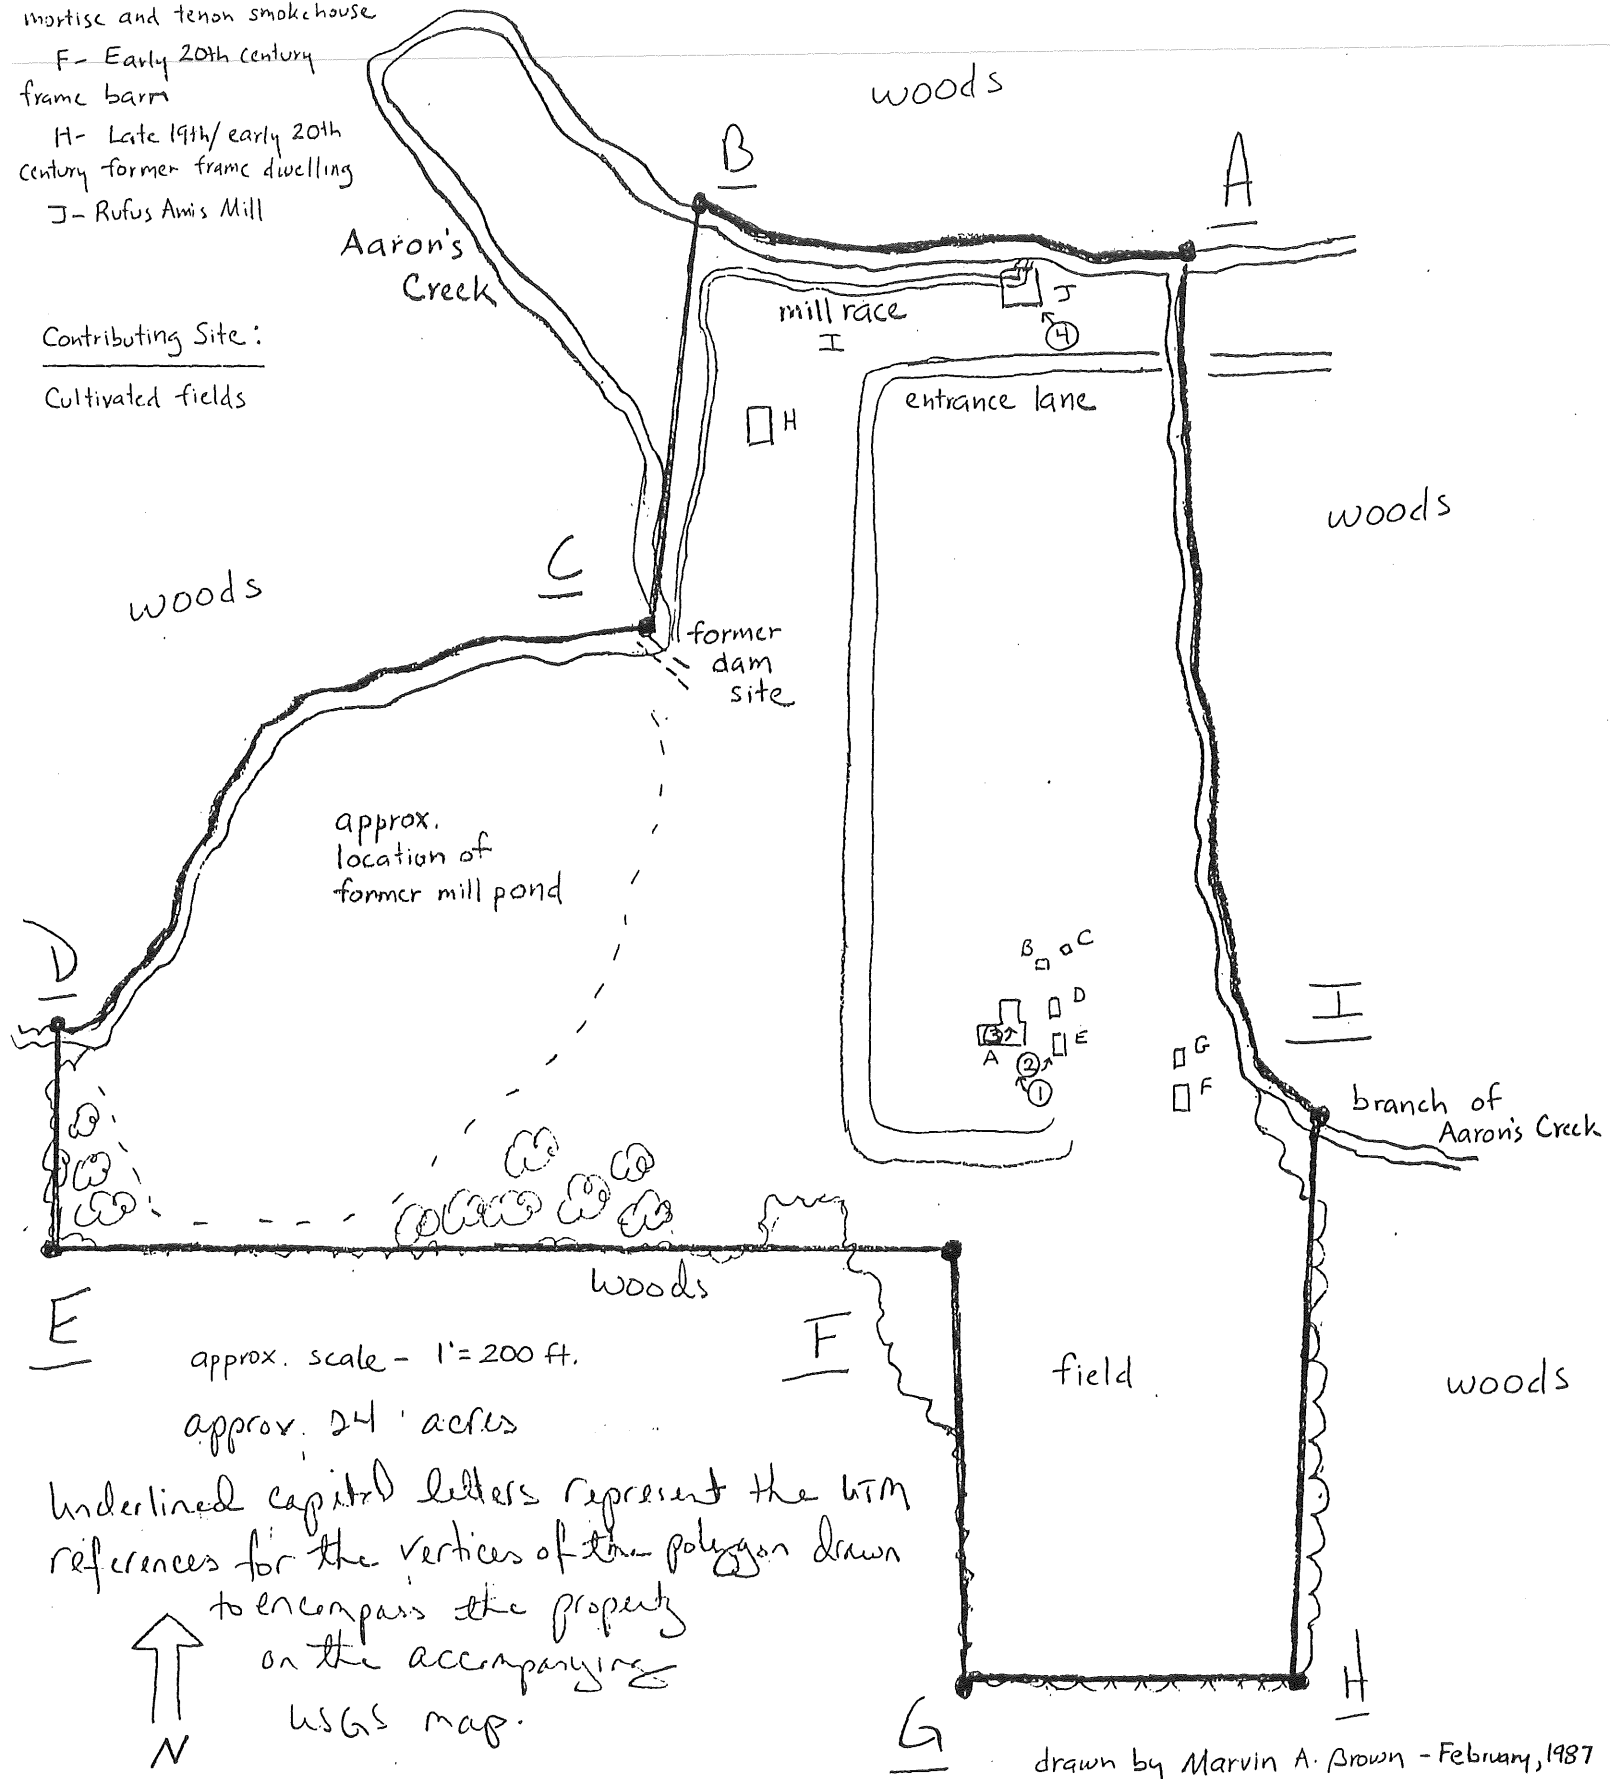 mortise and tenon smokehouse
F- Early 20th century
frame barn
H- Late 19th/early 20th
century former frame dwelling
J- Rufus Amis Mill
woods
B
A
Aaron's
Creek
mill race
I
J
4
Contributing Site:
Cultivated fields
entrance lane
H
woods
C
woods
former
dam
site
approx.
location of
former mill pond
D
B
C
D
E
3
A
2
1
I
G
F
branch of
Aaron's Creek
woods
E
F
approx. scale - 1"=200 ft.
field
woods
approx. 24 acres
Underlined capital letters represent the UTM
references for the vertices of the polygon drawn
to encompass the property
on the accompanying
USGS map.
N
G
H
drawn by Marvin A. Brown - February, 1987